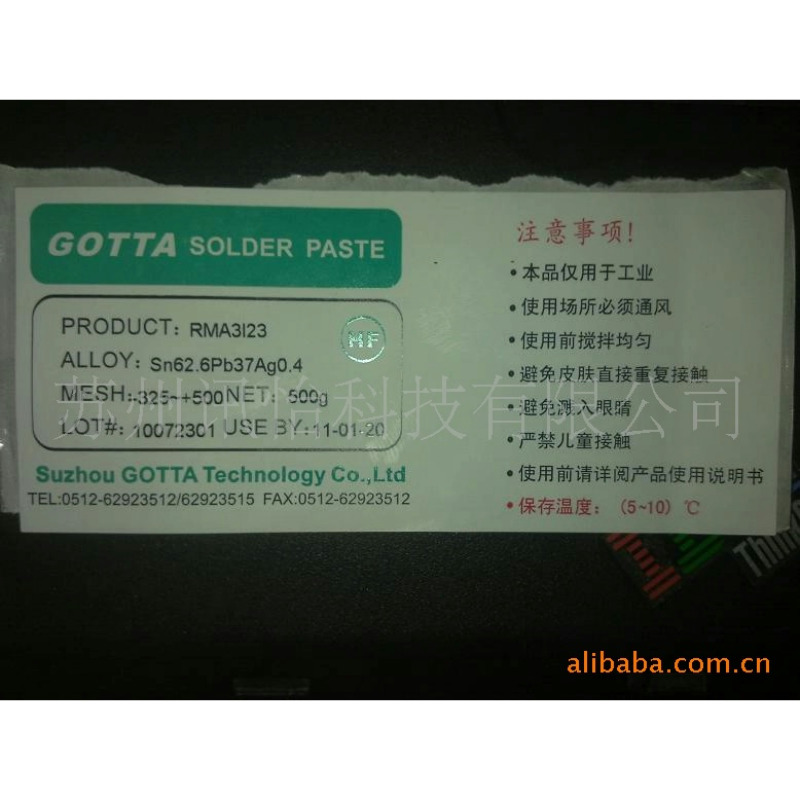 GOTTA SOLDER PASTE
PRODUCT: RMA3I23
HF
ALLOY: Sn62.6Pb37Ag0.4
MESH:-325~+500 NET: 500g
LOT#: 10072301 USE BY:11-01-20
Suzhou GOTTA Technology Co.,Ltd
TEL:0512-62923512/62923515 FAX:0512-62923512
注意事项!
•本品仅用于工业
•使用场所必须通风
•使用前搅拌均匀
•避免皮肤直接重复接触
•避免溅入眼睛
•严禁儿童接触
•使用前请详阅产品使用说明书
•保存温度: (5~10) ℃
苏州讯怡科技有限公司
Think
alibaba.com.cn